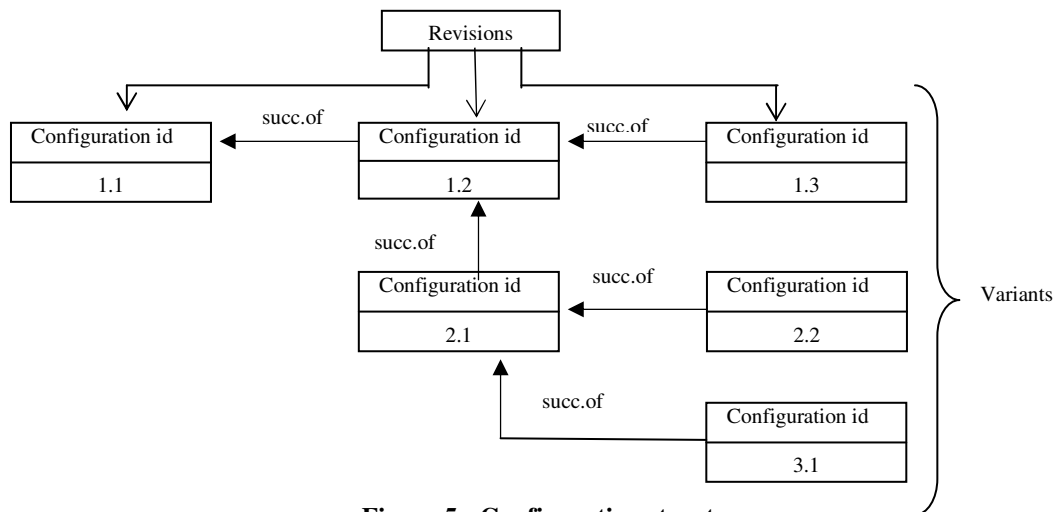 Revisions
Configuration id
1.1
succ.of
Configuration id
1.2
succ.of
Configuration id
1.3
succ.of
Configuration id
2.1
succ.of
Configuration id
2.2
Variants
succ.of
Configuration id
3.1
Figure 5